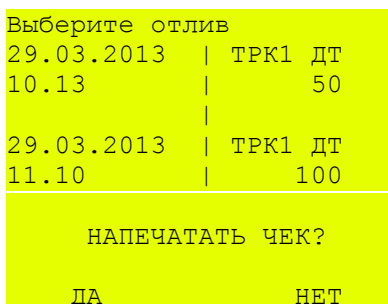 Выберите отлив
29.03.2013 | ТРК1 ДТ
10.13 | 50
|
29.03.2013 | ТРК1 ДТ
11.10 | 100
НАПЕЧАТАТЬ ЧЕК?
ДА НЕТ